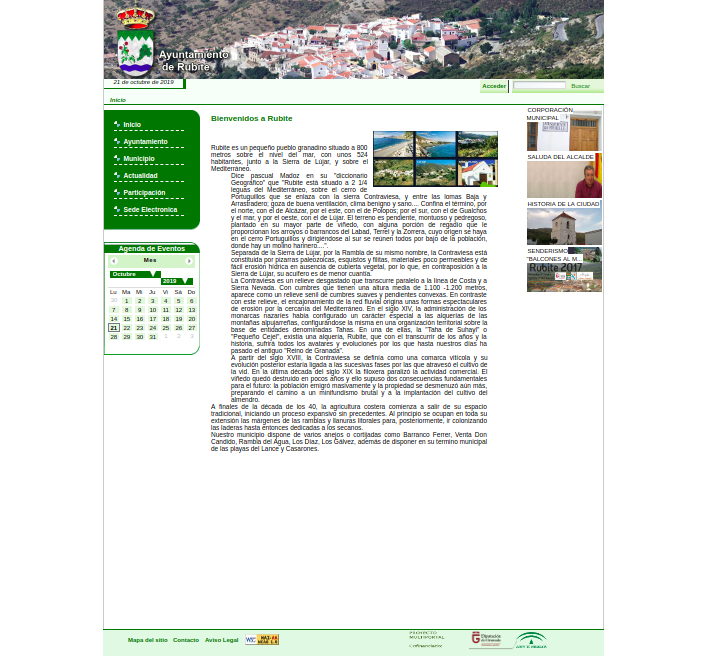 Ayuntamiento
de Rubite
21 de octubre de 2019
Acceder
Buscar
Inicio
Inicio
Ayuntamiento
Municipio
Actualidad
Participación
Sede Electronica
Agenda de Eventos
Mes
Octubre
2019
Lu Ma Mi Ju Vi Sá Do
30 1 2 3 4 5 6
7 8 9 10 11 12 13
14 15 16 17 18 19 20
21 22 23 24 25 26 27
28 29 30 31 1 2 3
Bienvenidos a Rubite
Rubite es un pequeño pueblo granadino situado a 800
metros sobre el nivel del mar, con unos 524
habitantes, junto a la Sierra de Lújar, y sobre el
Mediterráneo.
Dice pascual Madoz en su "diccionario
Geográfico" que "Rubite está situado a 2 1/4
leguas del Mediterráneo, sobre el cerro de
Portuguillos que se enlaza con la sierra Contraviesa, y entre las lomas Baja y
Arrastradero; goza de buena ventilación, clima benigno y sano.... Confina el término, por
el norte, con el de Alcázar, por el este, con el de Polopos; por el sur, con el de Gualchos
y el mar, y por el oeste, con el de Lújar. El terreno es pendiente, montuoso y pedregoso,
plantado en su mayor parte de viñedo, con alguna porción de regadío que le
proporcionan los arroyos o barrancos del Labad, Terrel y la Zorrera, cuyo origen se haya
en el cerro Portuguillos y dirigiéndose al sur se reunen todos por bajo de la población,
donde hay un molino harinero....".
Separada de la Sierra de Lújar, por la Rambla de su mismo nombre, la Contraviesa está
constituida por pizarras paleozoicas, esquistos y filitas, materiales poco permeables y de
fácil erosión hídrica en ausencia de cubierta vegetal, por lo que, en contraposición a la
Sierra de Lújar, su acuífero es de menor cuantía.
La Contraviesa es un relieve desgastado que transcurre paralelo a la línea de Costa y a
Sierra Nevada. Con cumbres que tienen una altura media de 1.100 -1.200 metros,
aparece como un relieve senil de cumbres suaves y pendientes convexas. En contraste
con este relieve, el encajonamiento de la red fluvial origina unas formas espectaculares
de erosión por la cercanía del Mediterráneo. En el siglo XIV, la administración de los
monarcas nazaríes había configurado un carácter especial a las alquerías de las
montañas alpujarreñas, configurándose la misma en una organización territorial sobre la
base de entidades denominadas Tahas. En una de ellas, la "Taha de Suhayl" o
"Pequeño Cejel", existía una alquería, Rubite, que con el transcurrir de los años y la
historia, sufrirá todos los avatares y evoluciones por los que hasta nuestros días ha
pasado el antiguo "Reino de Granada".
A partir del siglo XVIII, la Contraviesa se definía como una comarca vitícola y su
evolución posterior estaría ligada a las sucesivas fases por las que atravesó el cultivo de
la vid. En la última década del siglo XIX la filoxera paralizó la actividad comercial. El
viñedo quedó destruido en pocos años y ello supuso dos consecuencias fundamentales
para el futuro: la población emigró masivamente y la propiedad se desmenuzó aún más,
preparando el camino a un minifundismo brutal y a la implantación del cultivo del
almendro.
A finales de la década de los 40, la agricultura costera comienza a salir de su espacio
tradicional, iniciando un proceso expansivo sin precedentes. Al principio se ocupan en toda su
extensión las márgenes de las ramblas y llanuras litorales para, posteriormente, ir colonizando
las laderas hasta entonces dedicadas a los secanos.
Nuestro municipio dispone de varios anejos o cortijadas como Barranco Ferrer, Venta Don
Candido, Rambla del Agua, Los Díaz, Los Gálvez, además de disponer en su termino municipal
de las playas del Lance y Casarones.
CORPORACIÓN
MUNICIPAL
SALUDA DEL ALCALDE
HISTORIA DE LA CIUDAD
SENDERISMO
"BALCONES AL M...
Rubite 2017
Mapa del sitio Contacto Aviso Legal
W3C WAI-AA
WCAG 1.0
PROYECTO
MULTIPORTAL
Cofinanciado:
Diputación
de Granada